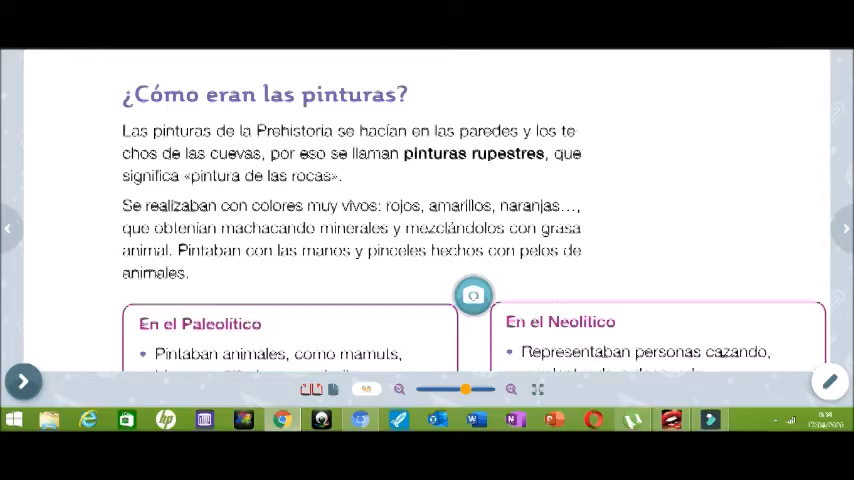 ¿Cómo eran las pinturas?
Las pinturas de la Prehistoria se hacían en las paredes y los te-
chos de las cuevas, por eso se llaman pinturas rupestres, que
significa «pintura de las rocas».
Se realizaban con colores muy vivos: rojos, amarillos, naranjas…,
que obtenían machacando minerales y mezclándolos con grasa
animal. Pintaban con las manos y pinceles hechos con pelos de
animales.
En el Paleolítico
• Pintaban animales, como mamuts,
En el Neolítico
• Representaban personas cazando,